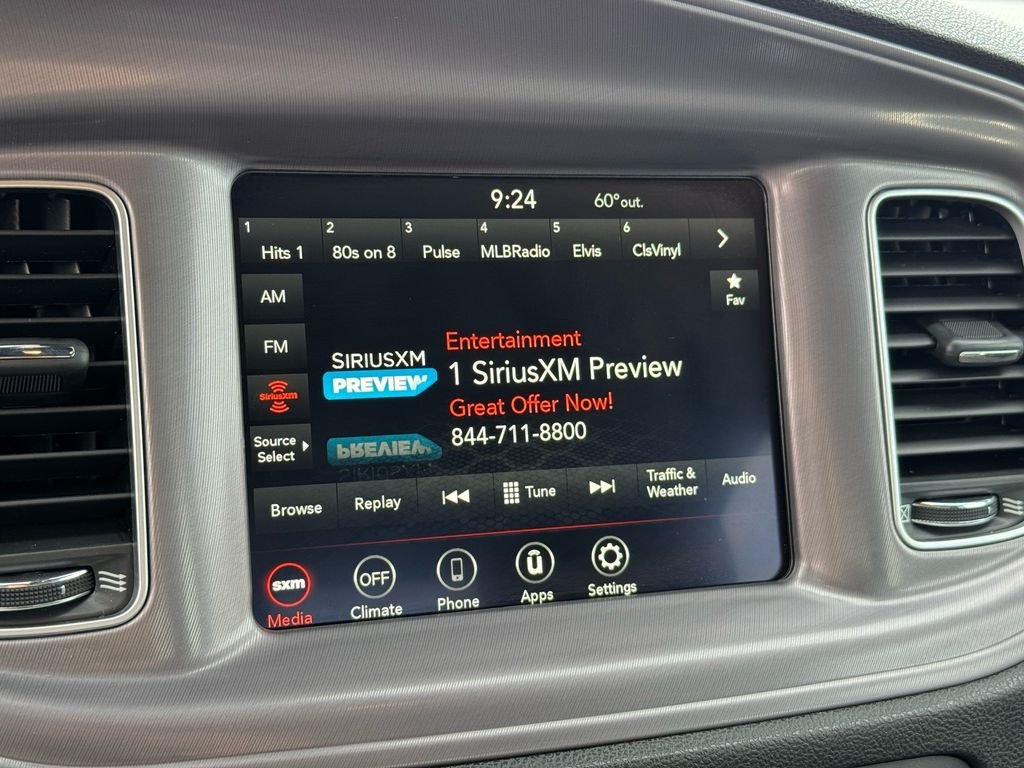 9:24 60°out.
1 2 3 4 5 6
Hits 1 80s on 8 Pulse MLBRadio Elvis ClsVinyl
AM
Fav
FM
SiriusXm
Source
Select
SIRIUSXM
PREVIEW
Entertainment
1 SiriusXM Preview
Great Offer Now!
844-711-8800
Browse Replay Tune Traffic &
Weather Audio
sxm OFF u
Media Climate Phone Apps Settings